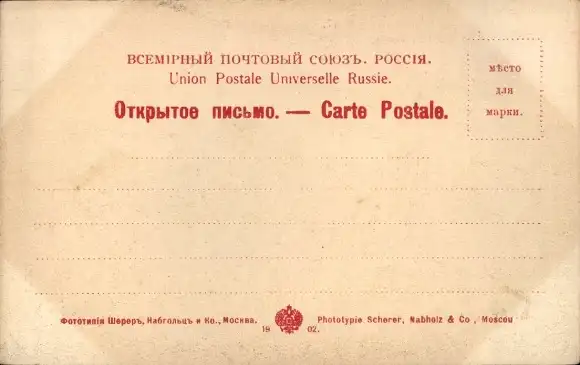 ВСЕМІРНЫЙ ПОЧТОВЫЙ СОЮЗЪ. РОССІЯ.
Union Postale Universelle Russie.
Открытое письмо. — Carte Postale.
мѣсто
для
марки.
Фототипія Шереръ, Набгольцъ и Ко., Москва.
Phototypie Scherer, Nabholz & Co., Moscou
19 02.